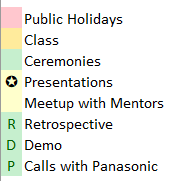 Public Holidays
Class
Ceremonies
✪ Presentations
Meetup with Mentors
R Retrospective
D Demo
P Calls with Panasonic